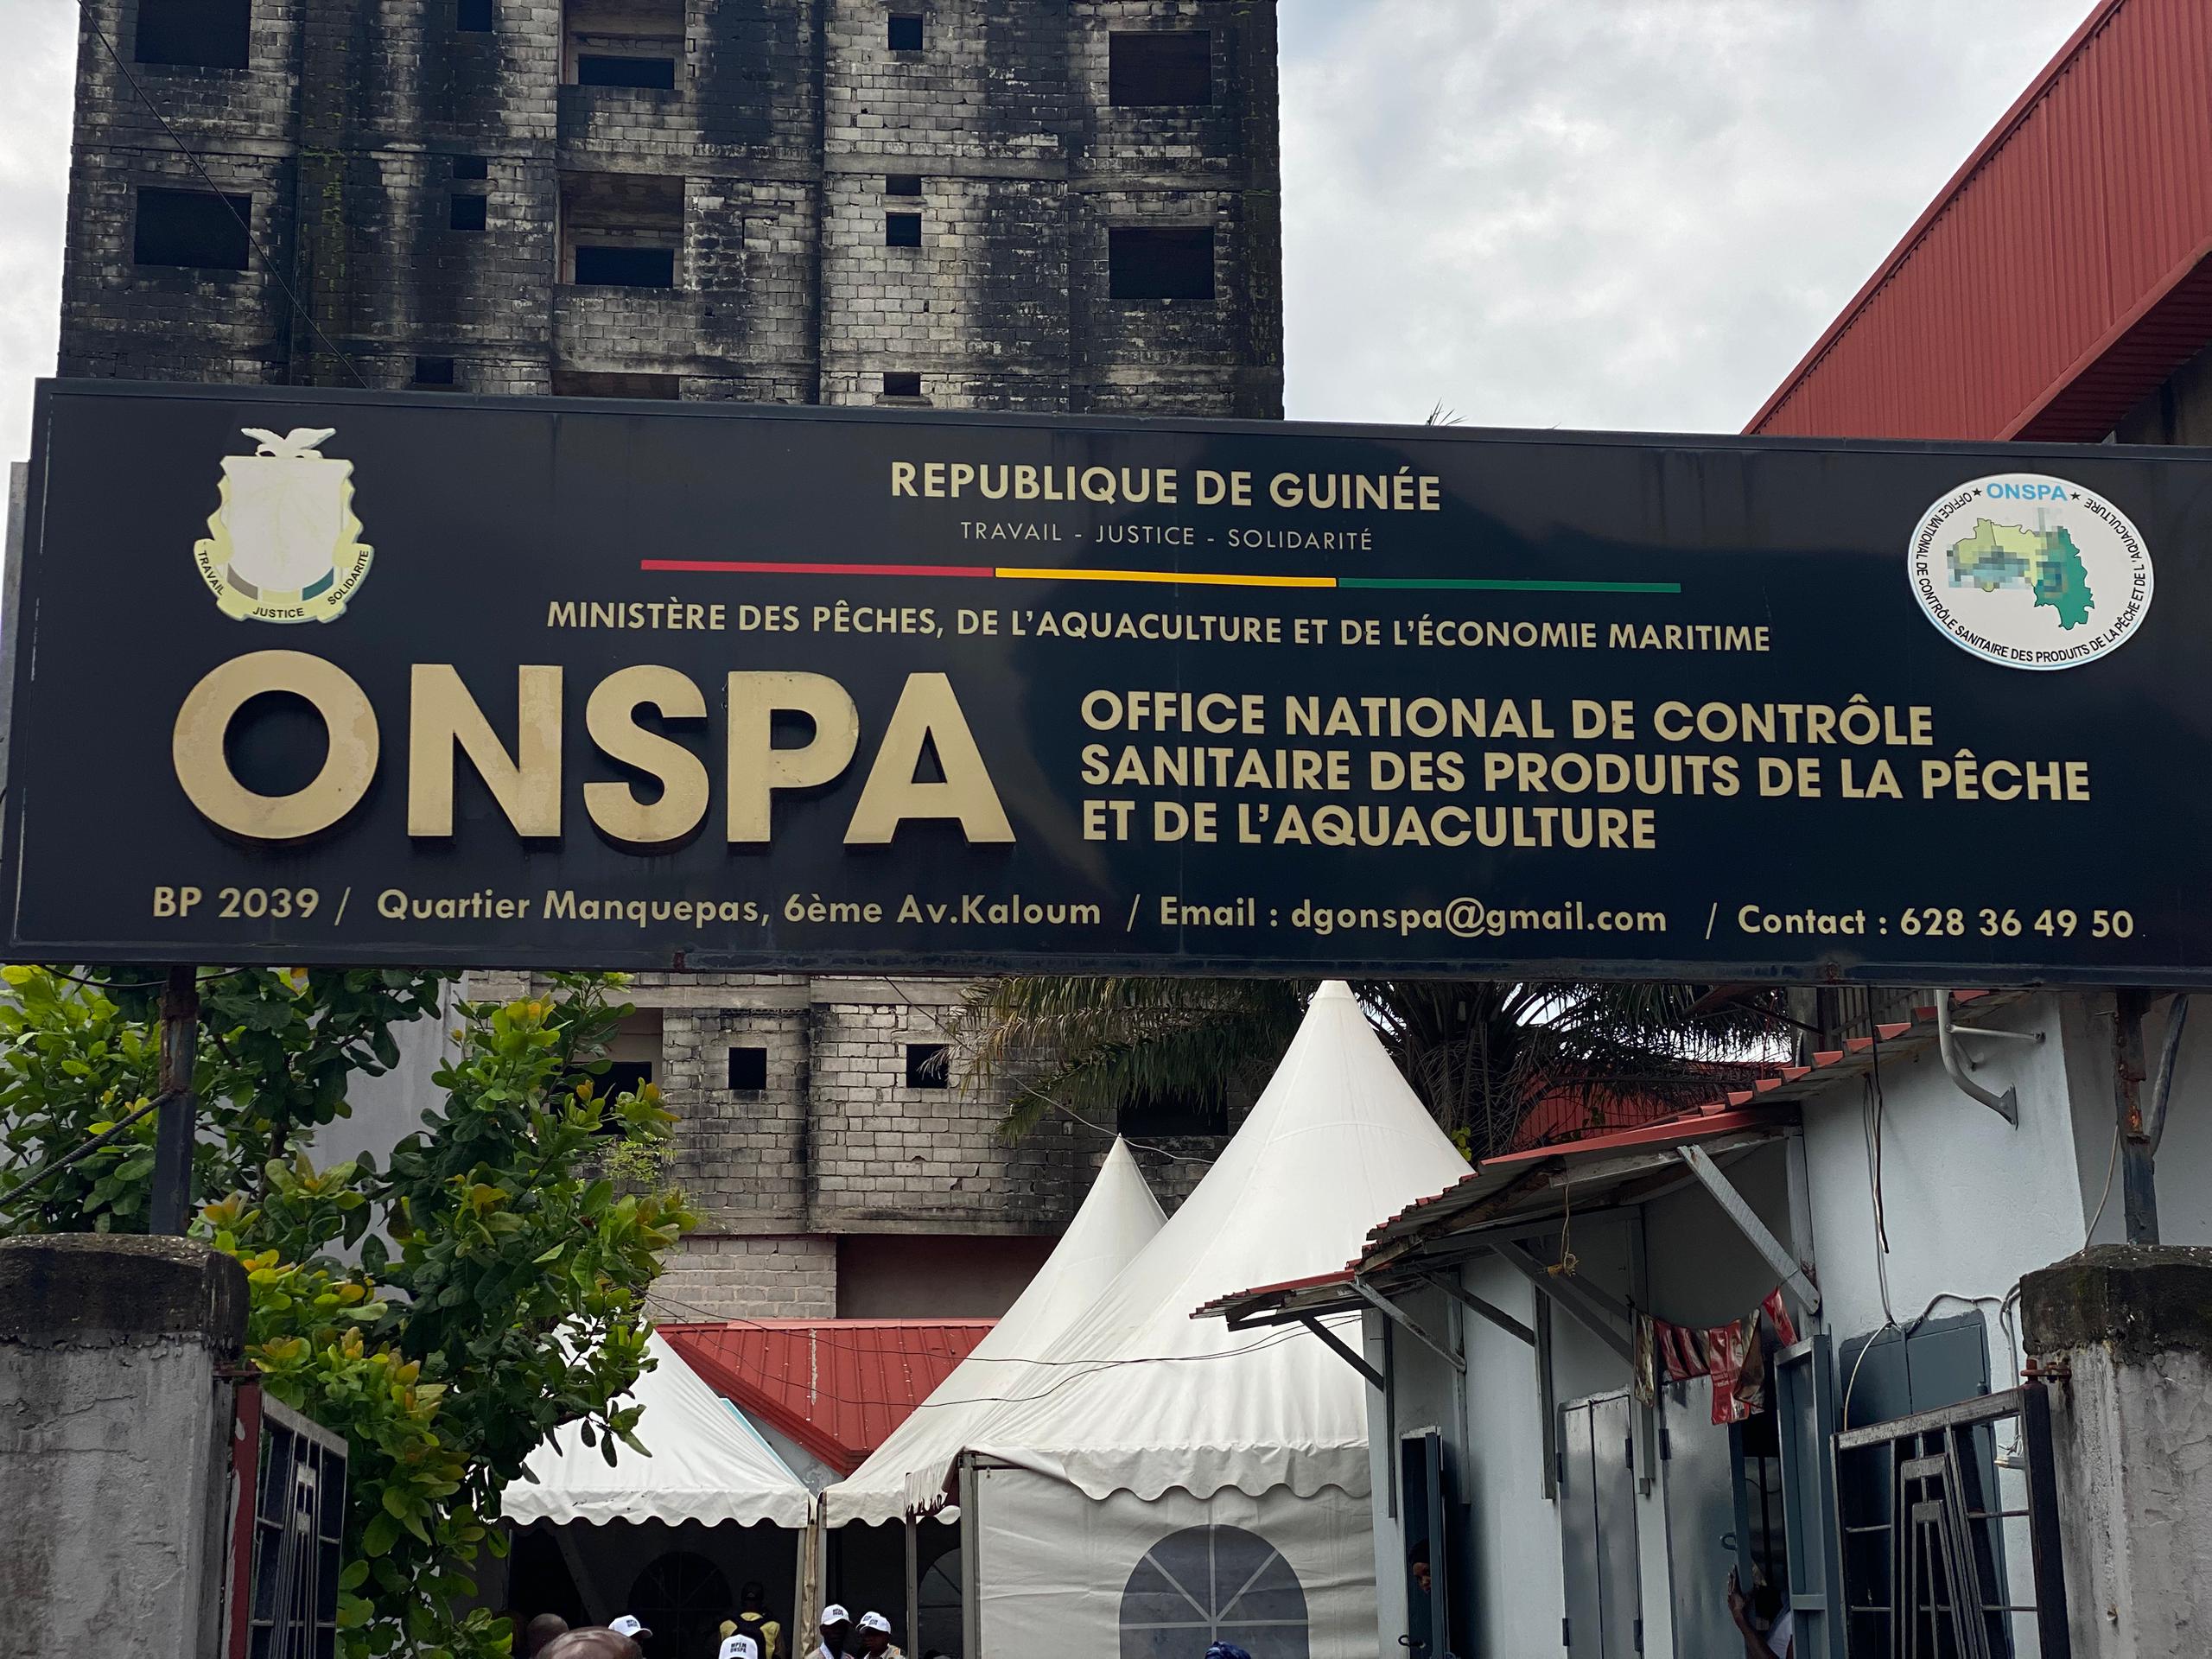 REPUBLIQUE DE GUINÉE
TRAVAIL - JUSTICE - SOLIDARITÉ
MINISTÈRE DES PÊCHES, DE L'AQUACULTURE ET DE L'ÉCONOMIE MARITIME
TRAVAIL JUSTICE SOLIDARITE
ONSPA
OFFICE NATIONAL DE CONTRÔLE SANITAIRE DES PRODUITS DE LA PÊCHE ET DE L'AQUACULTURE
ONSPA
OFFICE NATIONAL DE CONTRÔLE
SANITAIRE DES PRODUITS DE LA PÊCHE
ET DE L'AQUACULTURE
BP 2039 / Quartier Manquepas, 6ème Av.Kaloum / Email : dgonspa@gmail.com / Contact : 628 36 49 50